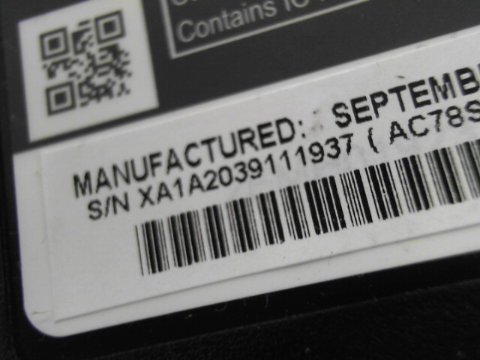 Contains IC
MANUFACTURED: SEPTEMB
S/N XA1A2039111937 ( AC78S